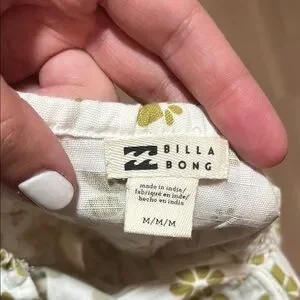 BILLA
BONG
made in india/
fabriqué en inde/
hecho en india
M/M/M